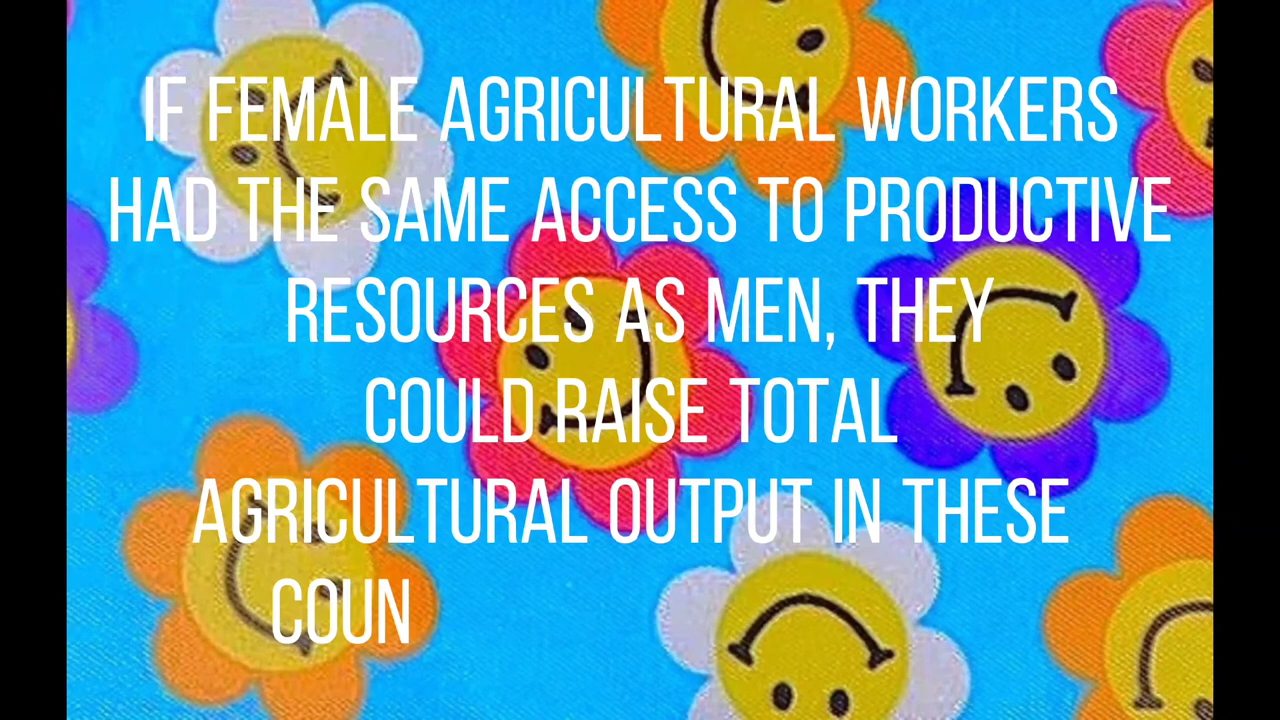 IF FEMALE AGRICULTURAL WORKERS
HAD THE SAME ACCESS TO PRODUCTIVE
RESOURCES AS MEN, THEY
COULD RAISE TOTAL
AGRICULTURAL OUTPUT IN THESE
COUN